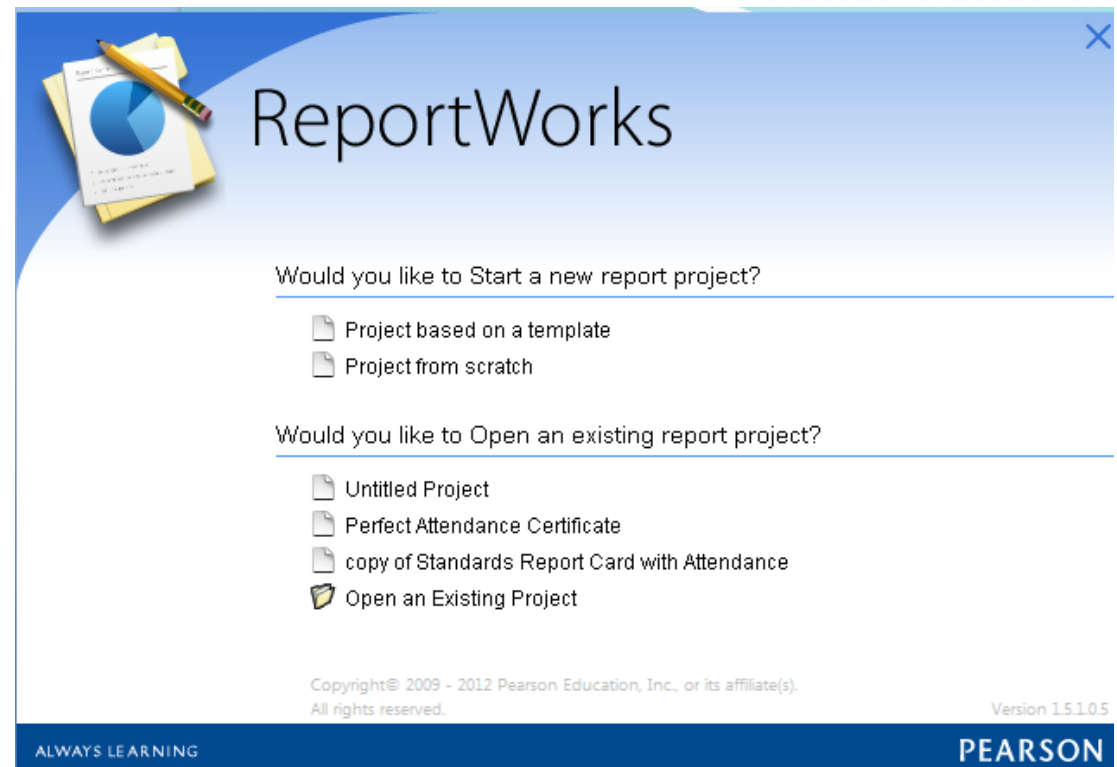 ReportWorks
Would you like to Start a new report project?
Project based on a template
Project from scratch
Would you like to Open an existing report project?
Untitled Project
Perfect Attendance Certificate
copy of Standards Report Card with Attendance
Open an Existing Project
Copyright© 2009 - 2012 Pearson Education, Inc., or its affiliate(s).
All rights reserved.
Version 1.5.1.0.5
ALWAYS LEARNING
PEARSON